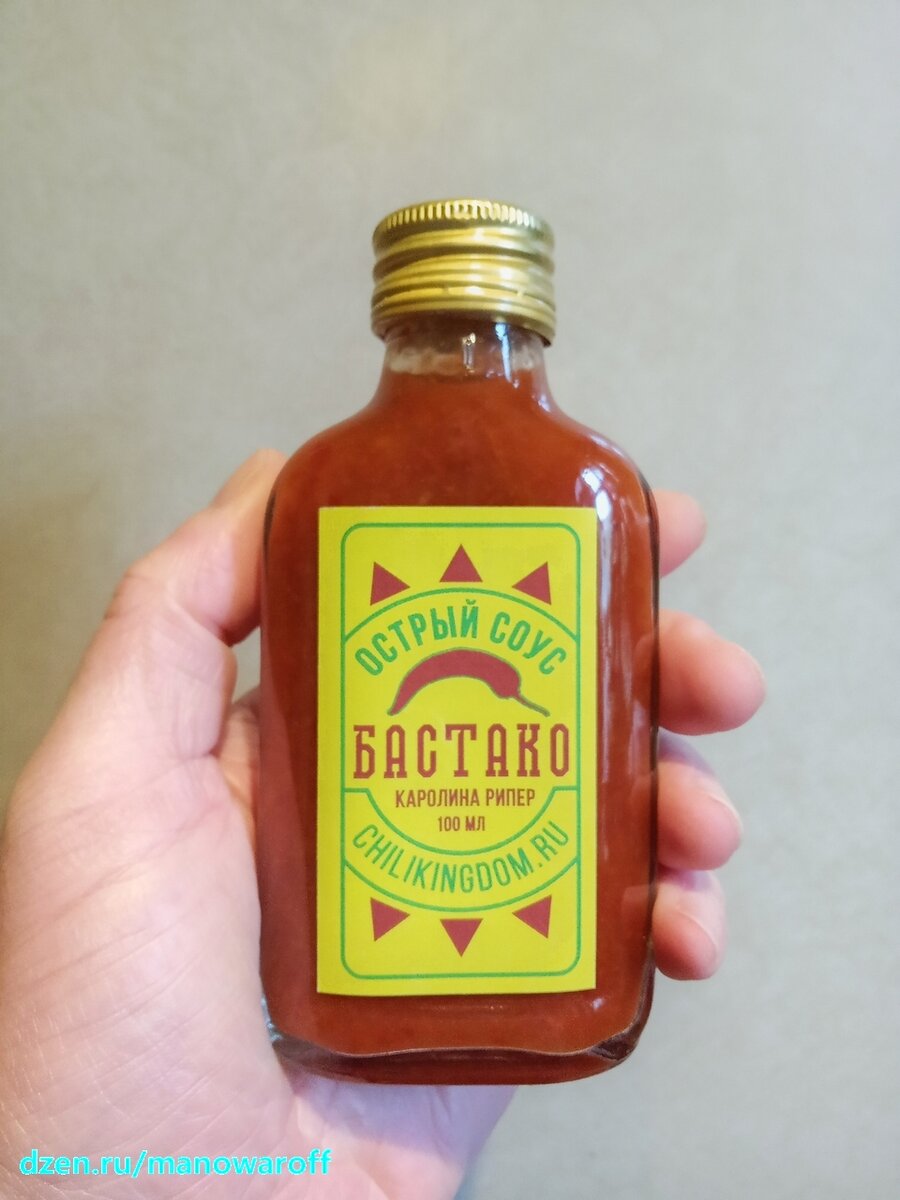 ОСТРЫЙ СОУС
БАСТАКО
КАРОЛИНА РИПЕР
100 МЛ
CHILIKINGDOM.RU
dzen.ru/manowaroff